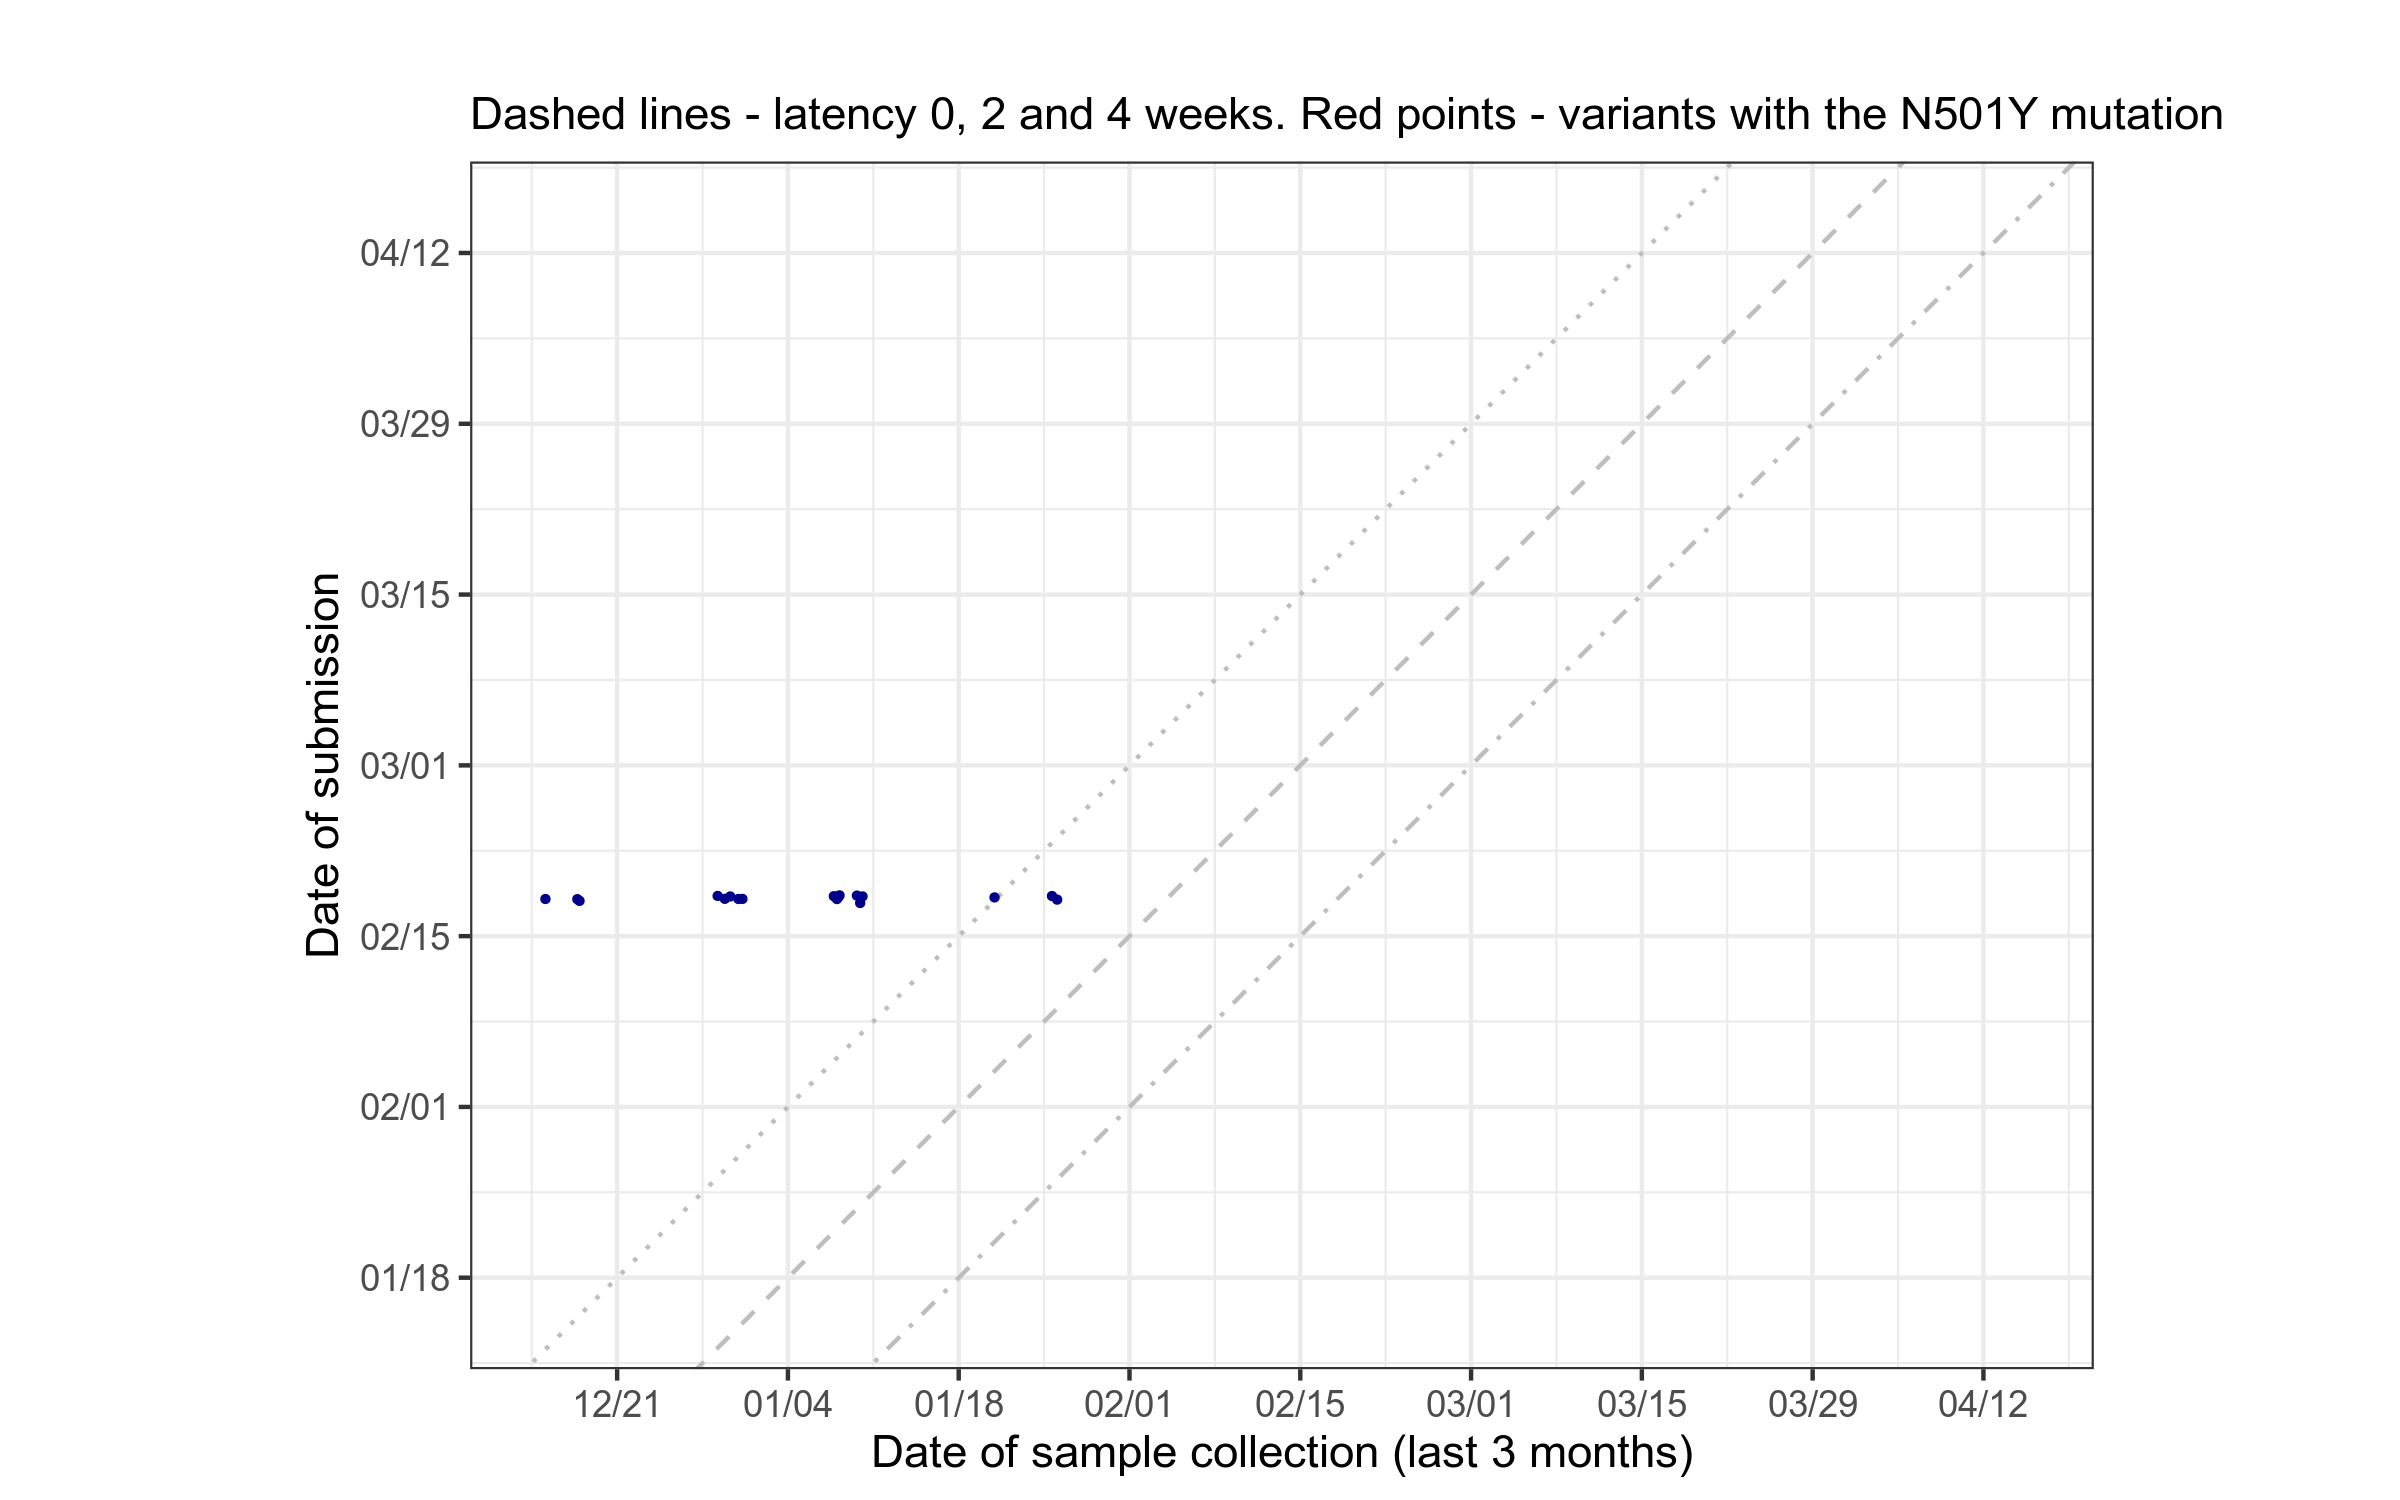 Dashed lines - latency 0, 2 and 4 weeks. Red points - variants with the N501Y mutation
Date of submission
04/12
03/29
03/15
03/01
02/15
02/01
01/18
12/21 01/04 01/18 02/01 02/15 03/01 03/15 03/29 04/12
Date of sample collection (last 3 months)